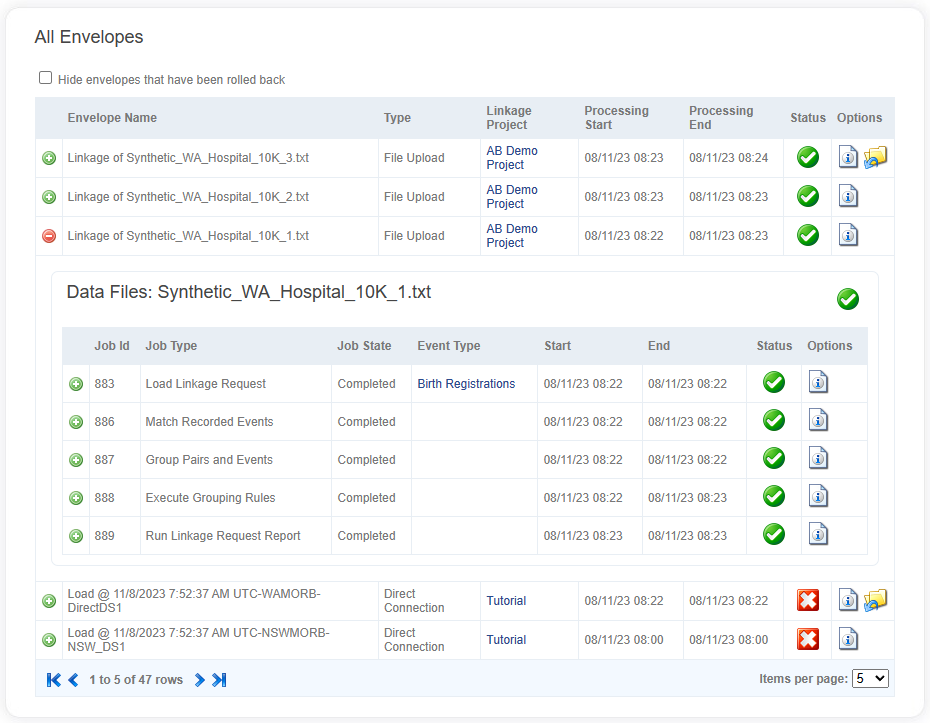 All Envelopes
Hide envelopes that have been rolled back
Envelope Name Type Linkage Project Processing Start Processing End Status Options
Linkage of Synthetic_WA_Hospital_10K_3.txt File Upload AB Demo Project 08/11/23 08:23 08/11/23 08:24
Linkage of Synthetic_WA_Hospital_10K_2.txt File Upload AB Demo Project 08/11/23 08:23 08/11/23 08:23
Linkage of Synthetic_WA_Hospital_10K_1.txt File Upload AB Demo Project 08/11/23 08:22 08/11/23 08:23
Data Files: Synthetic_WA_Hospital_10K_1.txt
Job Id Job Type Job State Event Type Start End Status Options
883 Load Linkage Request Completed Birth Registrations 08/11/23 08:22 08/11/23 08:22
886 Match Recorded Events Completed 08/11/23 08:22 08/11/23 08:22
887 Group Pairs and Events Completed 08/11/23 08:22 08/11/23 08:22
888 Execute Grouping Rules Completed 08/11/23 08:22 08/11/23 08:23
889 Run Linkage Request Report Completed 08/11/23 08:23 08/11/23 08:23
Load @ 11/8/2023 7:52:37 AM UTC-WAMORB-DirectDS1 Direct Connection Tutorial 08/11/23 08:22 08/11/23 08:22
Load @ 11/8/2023 7:52:37 AM UTC-NSWMORB-NSW_DS1 Direct Connection Tutorial 08/11/23 08:00 08/11/23 08:00
1 to 5 of 47 rows Items per page: 5